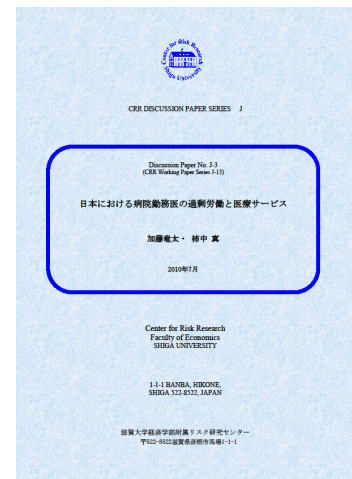 Center for Risk Research
Shiga University
CRR DISCUSSION PAPER SERIES J
Discussion Paper No. J-3
(CRR Working Paper Series J-15)
日本における病院勤務医の過剰労働と医療サービス
加藤竜太・ 柿中 真
2010年7月
Center for Risk Research
Faculty of Economics
SHIGA UNIVERSITY
1-1-1 BANBA, HIKONE,
SHIGA 522-8522, JAPAN
滋賀大学経済学部附属リスク研究センター
〒522-8522滋賀県彦根市馬場1-1-1